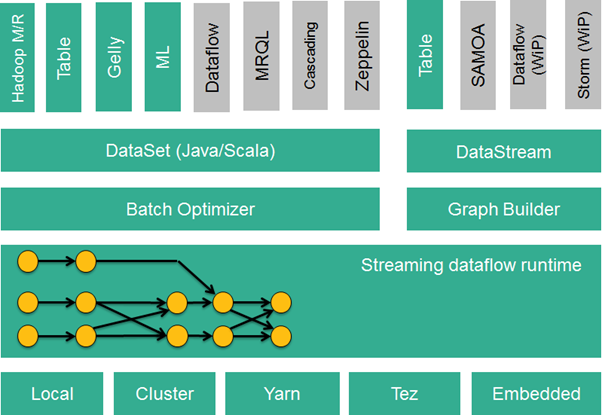 Hadoop M/R
Table
Gelly
ML
Dataflow
MRQL
Cascading
Zeppelin
Table
SAMOA
Dataflow
(WiP)
Storm (WiP)
DataSet (Java/Scala)
DataStream
Batch Optimizer
Graph Builder
Streaming dataflow runtime
Local
Cluster
Yarn
Tez
Embedded